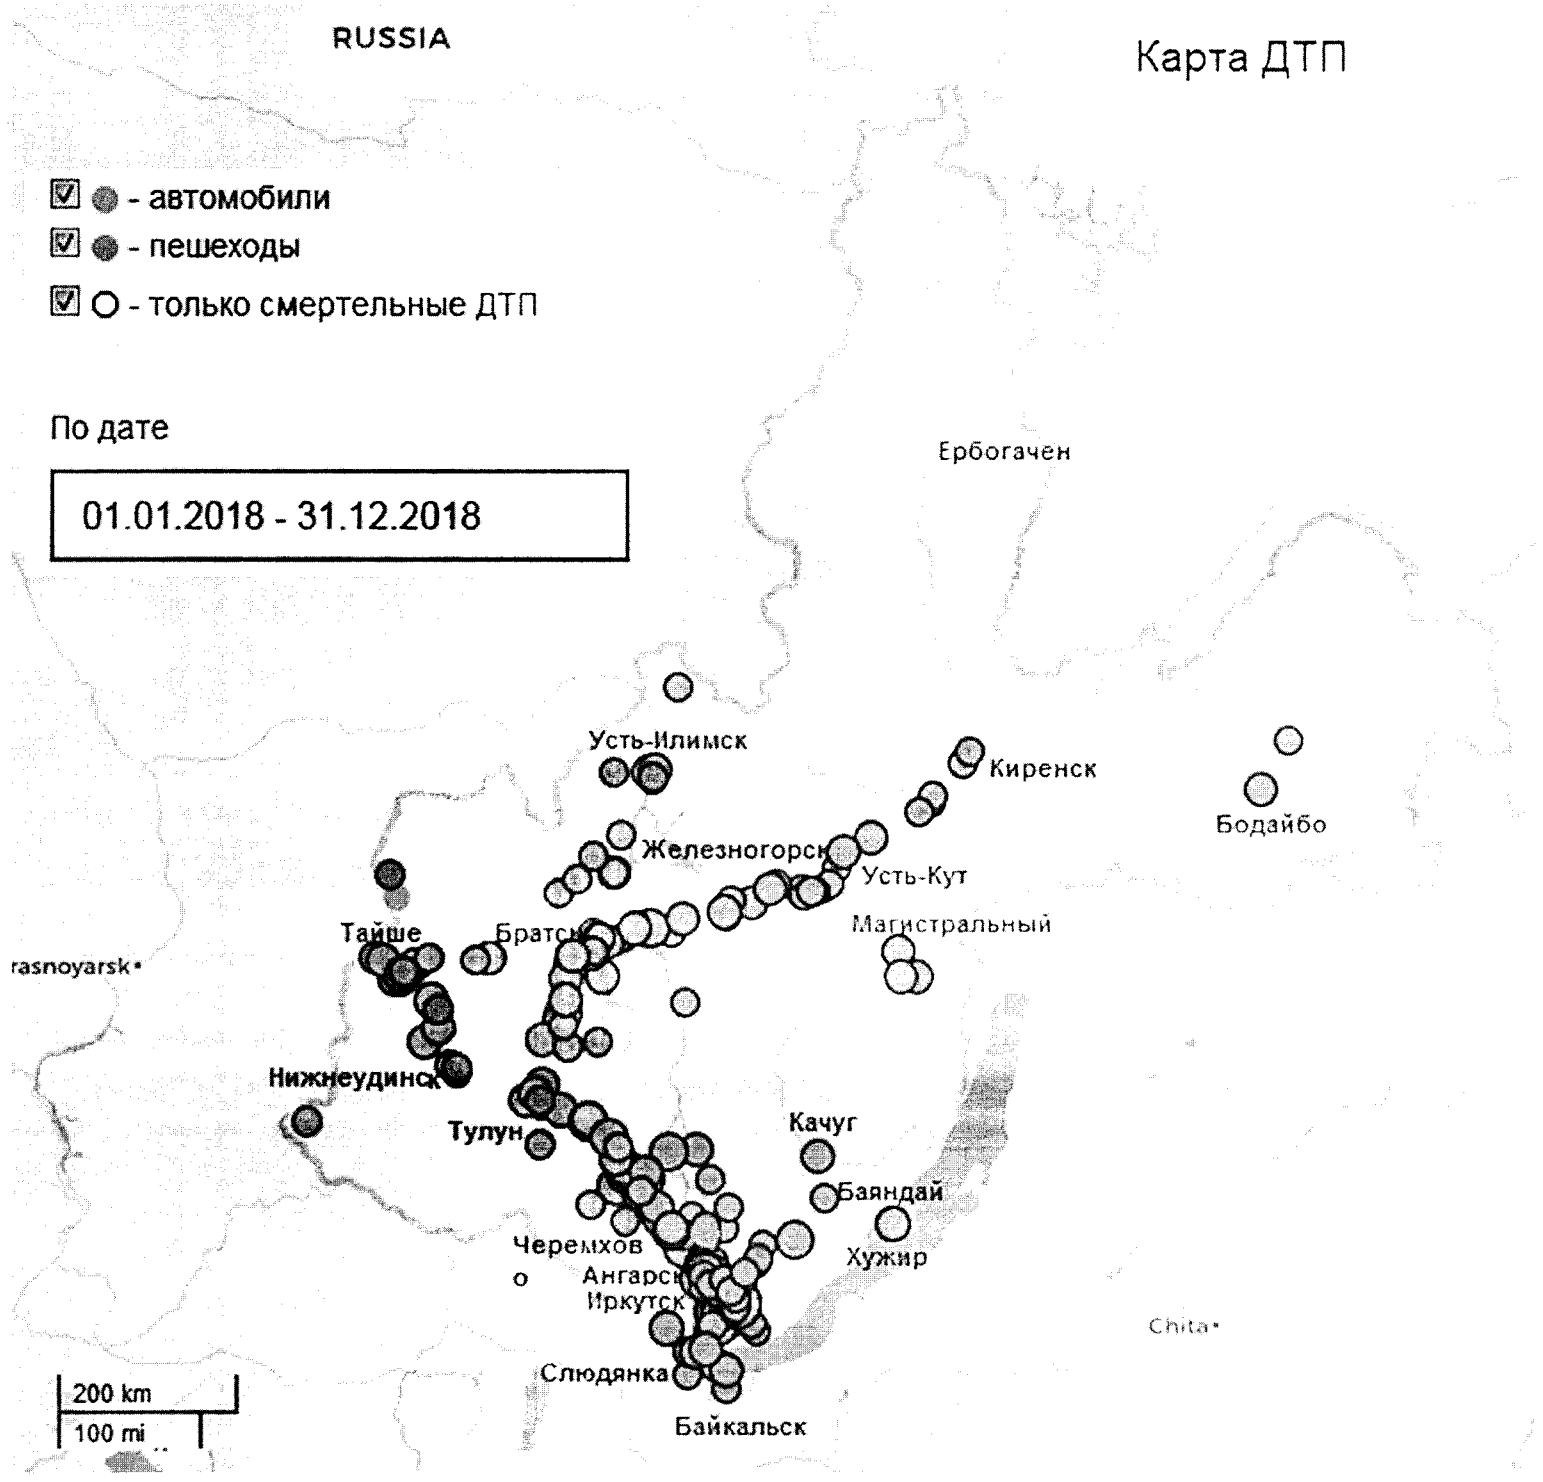 RUSSIA
Карта ДТП
- автомобили
- пешеходы
- только смертельные ДТП
По дате
01.01.2018 - 31.12.2018
Ербогачен
Усть-Илимск
Киренск
Бодайбо
Железногорск
Усть-Кут
Магистральный
Тайше
Братск
rasnoyarsk
Нижнеудинск
Тулун
Качуг
Баяндай
Хужир
Черемхов
о
Ангарск
Иркутск
Chita
Слюдянка
Байкальск
200 km
100 mi